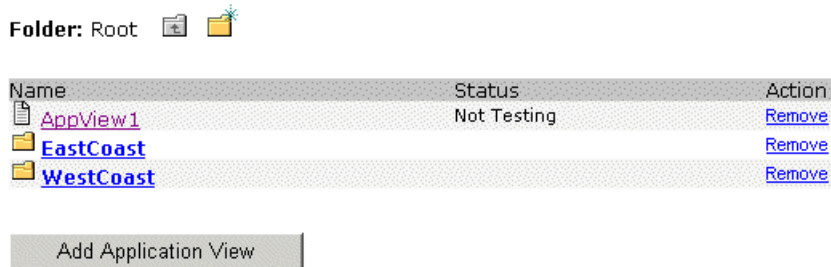 Folder: Root
Name Status Action
AppView1 Not Testing Remove
EastCoast Remove
WestCoast Remove
Add Application View